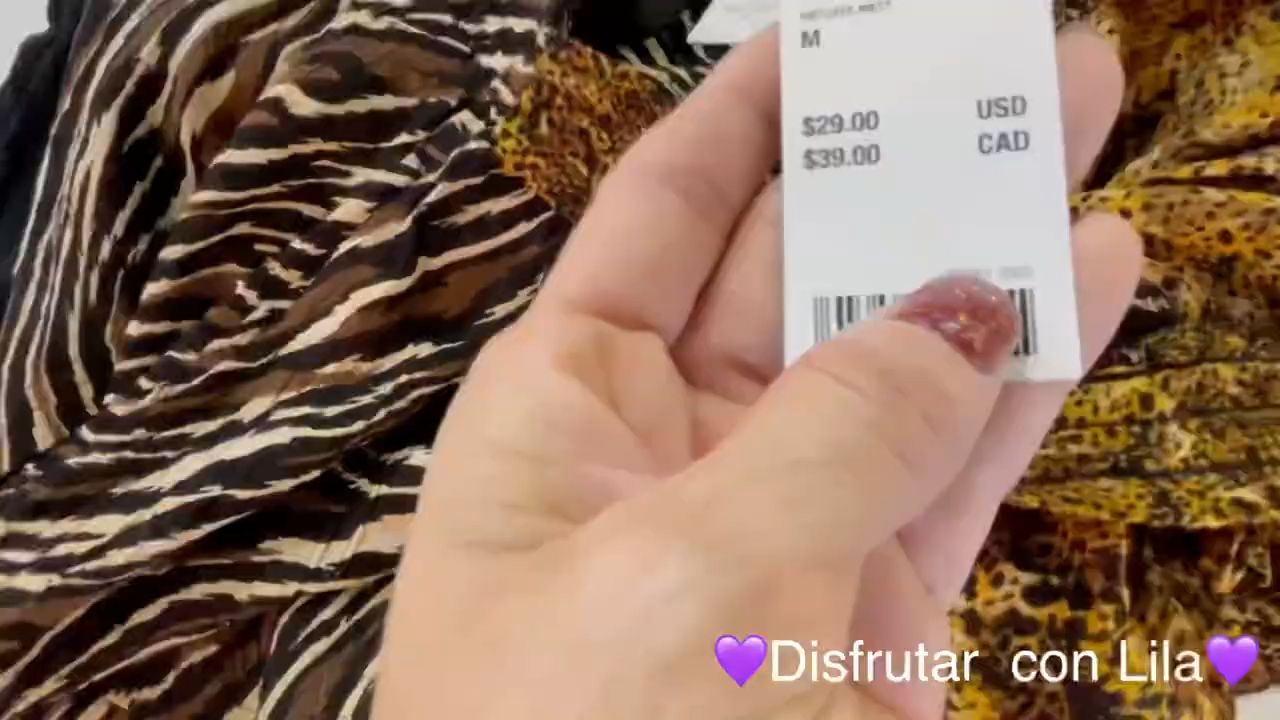 M
$29.00 USD
$39.00 CAD
💜Disfrutar con Lila💜